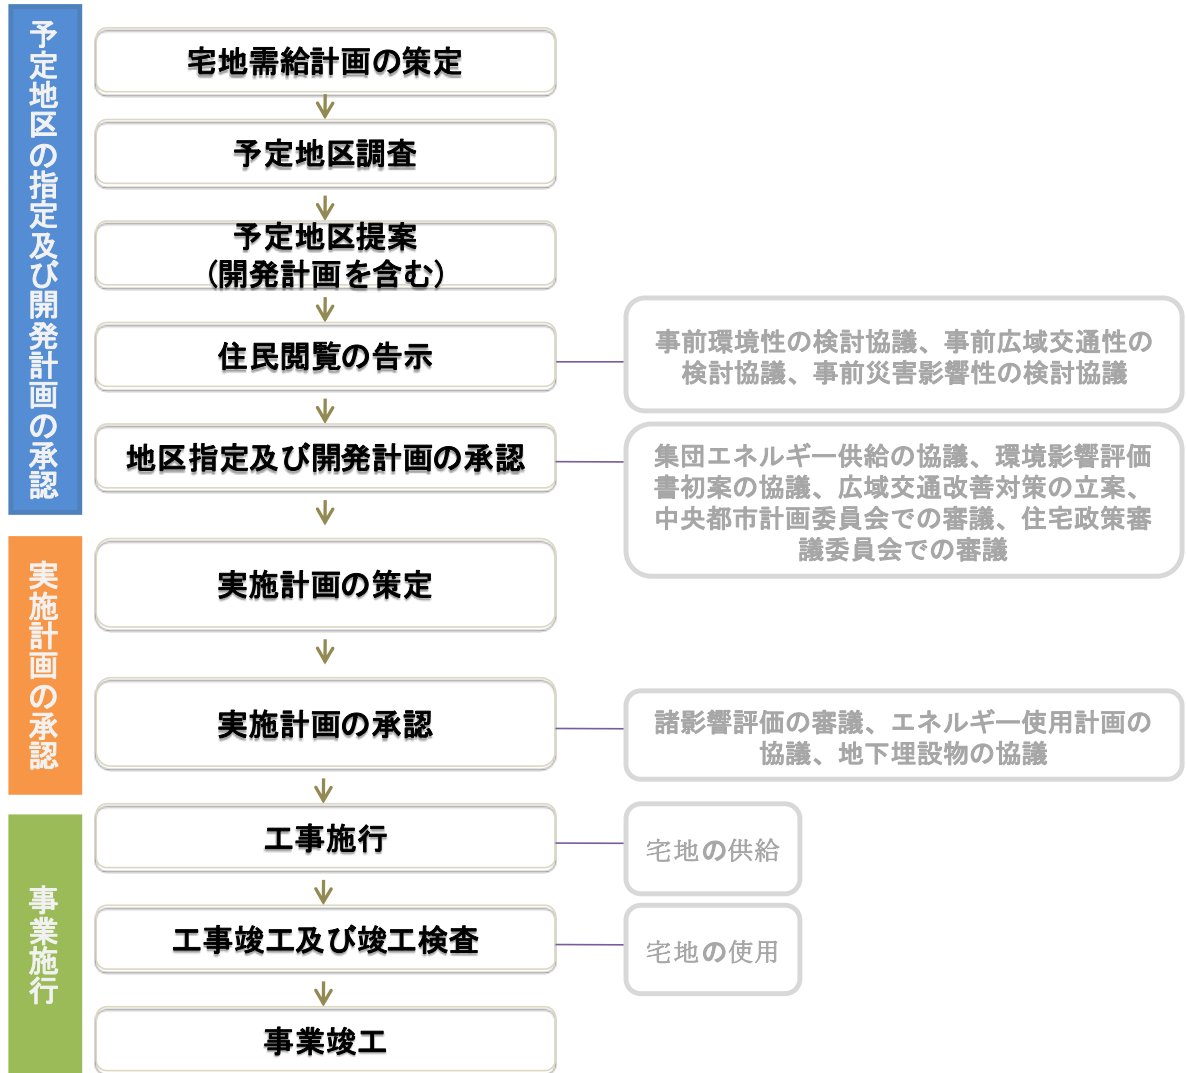 予定地区の指定及び開発計画の承認
宅地需給計画の策定
予定地区調査
予定地区提案
（開発計画を含む）
住民閲覧の告示
事前環境性の検討協議、事前広域交通性の
検討協議、事前災害影響性の検討協議
地区指定及び開発計画の承認
集団エネルギー供給の協議、環境影響評価
書初案の協議、広域交通改善対策の立案、
中央都市計画委員会での審議、住宅政策審
議委員会での審議
実施計画の承認
実施計画の策定
実施計画の承認
諸影響評価の審議、エネルギー使用計画の
協議、地下埋設物の協議
事業施行
工事施行
宅地の供給
工事竣工及び竣工検査
宅地の使用
事業竣工